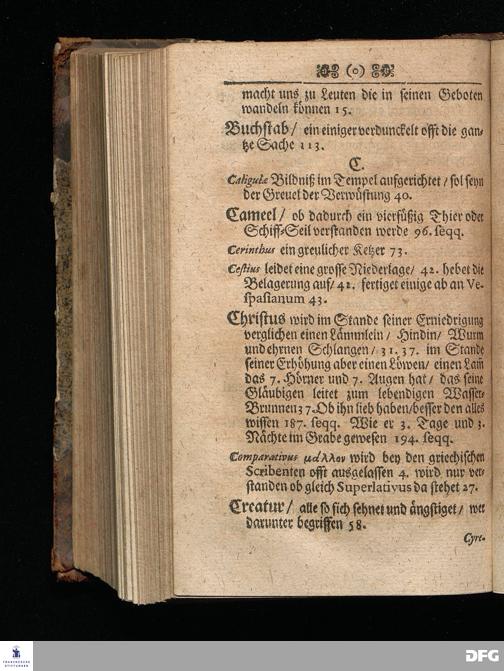 (o)
macht uns zu Leuten die in seinen Geboten
wandeln können 15.
Buchstab/ ein einiger verdunckelt offt die gan-
tze Sache 113.
C.
Caligulæ Bildniß im Tempel aufgerichtet / sol seyn
der Greuel der Verwüstung 40.
Cameel / ob dadurch ein vierfüßig Thier oder
Schiff-Seil verstanden werde 96. seqq.
Cerinthus ein greulicher Ketzer 73.
Cestius leidet eine grosse Niederlage/ 42. hebet die
Belagerung auf/ 42. fertiget einige ab an Ve-
spasianum 43.
Christus wird im Stande seiner Erniedrigung
verglichen einen Lämmlein / Hindin/ Wurm
und ehrnen Schlangen / 31. 37. im Stande
seiner Erhöhung aber einen Löwen/ einen Lam̃
das 7. Hörner und 7. Augen hat / das seine
Gläubigen leitet zum lebendigen Wasser-
Brunnen 37. Ob ihn lieb haben/ besser den alles
wissen 187. seqq. Wie er 3. Tage und 3.
Nächte im Grabe gewesen 194. seqq.
Comparativus μάλλον wird bey den griechischen
Scribenten offt ausgelassen 4. wird nur ver-
standen ob gleich Superlativus da stehet 27.
Creatur / alle so sich sehnet und ängstiget / wer
darunter begriffen 58.
Cyre-
FRANCKESCHE
STIFTUNGEN
DFG